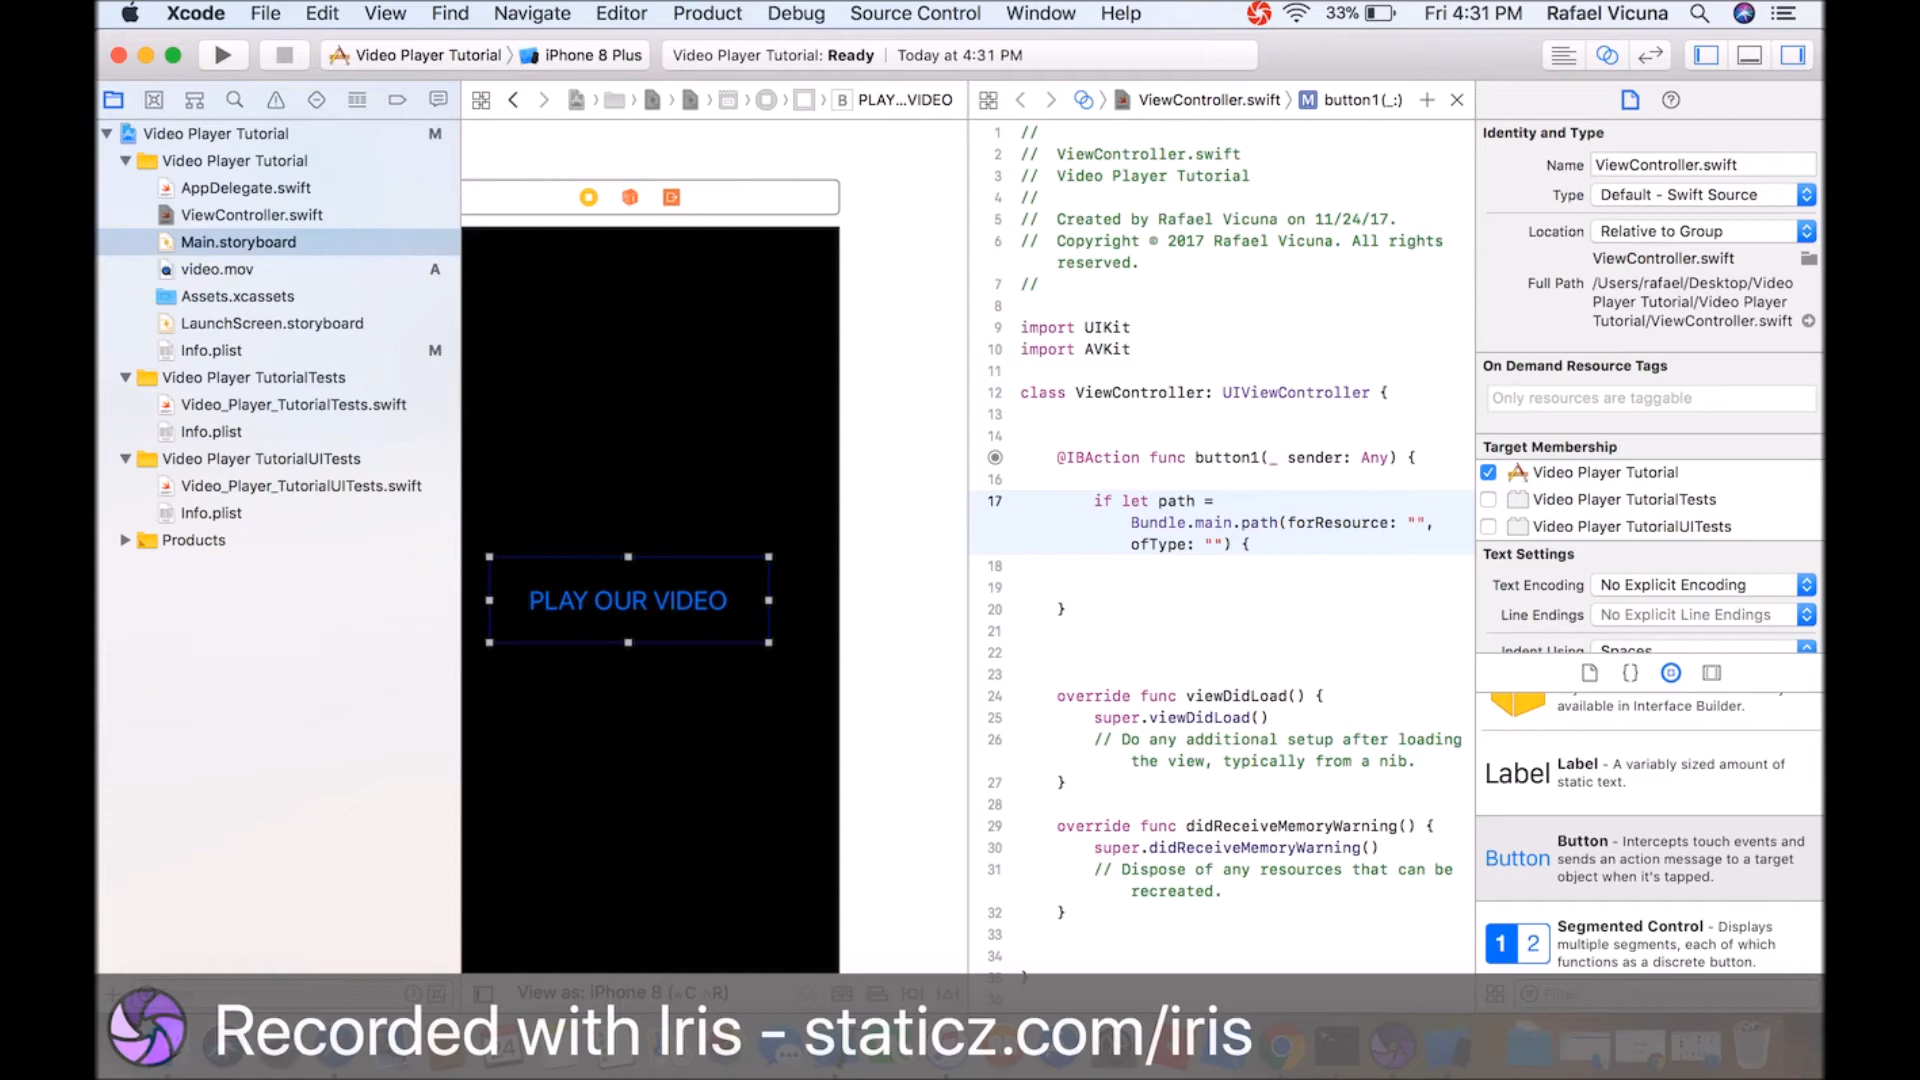 Xcode File Edit View Find Navigate Editor Product Debug Source Control Window Help 33% Fri 4:31 PM Rafael Vicuna
Video Player Tutorial iPhone 8 Plus Video Player Tutorial: Ready Today at 4:31 PM
B PLAY...VIDEO
ViewController.swift M button1(_:)
Video Player Tutorial M
Video Player Tutorial
AppDelegate.swift
ViewController.swift
Main.storyboard
video.mov A
Assets.xcassets
LaunchScreen.storyboard
Info.plist M
Video Player TutorialTests
Video_Player_TutorialTests.swift
Info.plist
Video Player TutorialUITests
Video_Player_TutorialUITests.swift
Info.plist
Products
PLAY OUR VIDEO
View as: iPhone 8 (wC hR)
1 //
2 // ViewController.swift
3 // Video Player Tutorial
4 //
5 // Created by Rafael Vicuna on 11/24/17.
6 // Copyright © 2017 Rafael Vicuna. All rights
reserved.
7 //
8
9 import UIKit
10 import AVKit
11
12 class ViewController: UIViewController {
13
14
@IBAction func button1(_ sender: Any) {
16
17 if let path =
Bundle.main.path(forResource: "",
ofType: "") {
18
19
20 }
21
22
23
24 override func viewDidLoad() {
25 super.viewDidLoad()
26 // Do any additional setup after loading
the view, typically from a nib.
27 }
28
29 override func didReceiveMemoryWarning() {
30 super.didReceiveMemoryWarning()
31 // Dispose of any resources that can be
recreated.
32 }
33
34
35 }
36
Identity and Type
Name ViewController.swift
Type Default - Swift Source
Location Relative to Group
ViewController.swift
Full Path /Users/rafael/Desktop/Video
Player Tutorial/Video Player
Tutorial/ViewController.swift
On Demand Resource Tags
Only resources are taggable
Target Membership
Video Player Tutorial
Video Player TutorialTests
Video Player TutorialUITests
Text Settings
Text Encoding No Explicit Encoding
Line Endings No Explicit Line Endings
Indent Using Spaces
available in Interface Builder.
Label Label - A variably sized amount of
static text.
Button Button - Intercepts touch events and
sends an action message to a target
object when it's tapped.
1 2 Segmented Control - Displays
multiple segments, each of which
functions as a discrete button.
Filter
Recorded with Iris - staticz.com/iris